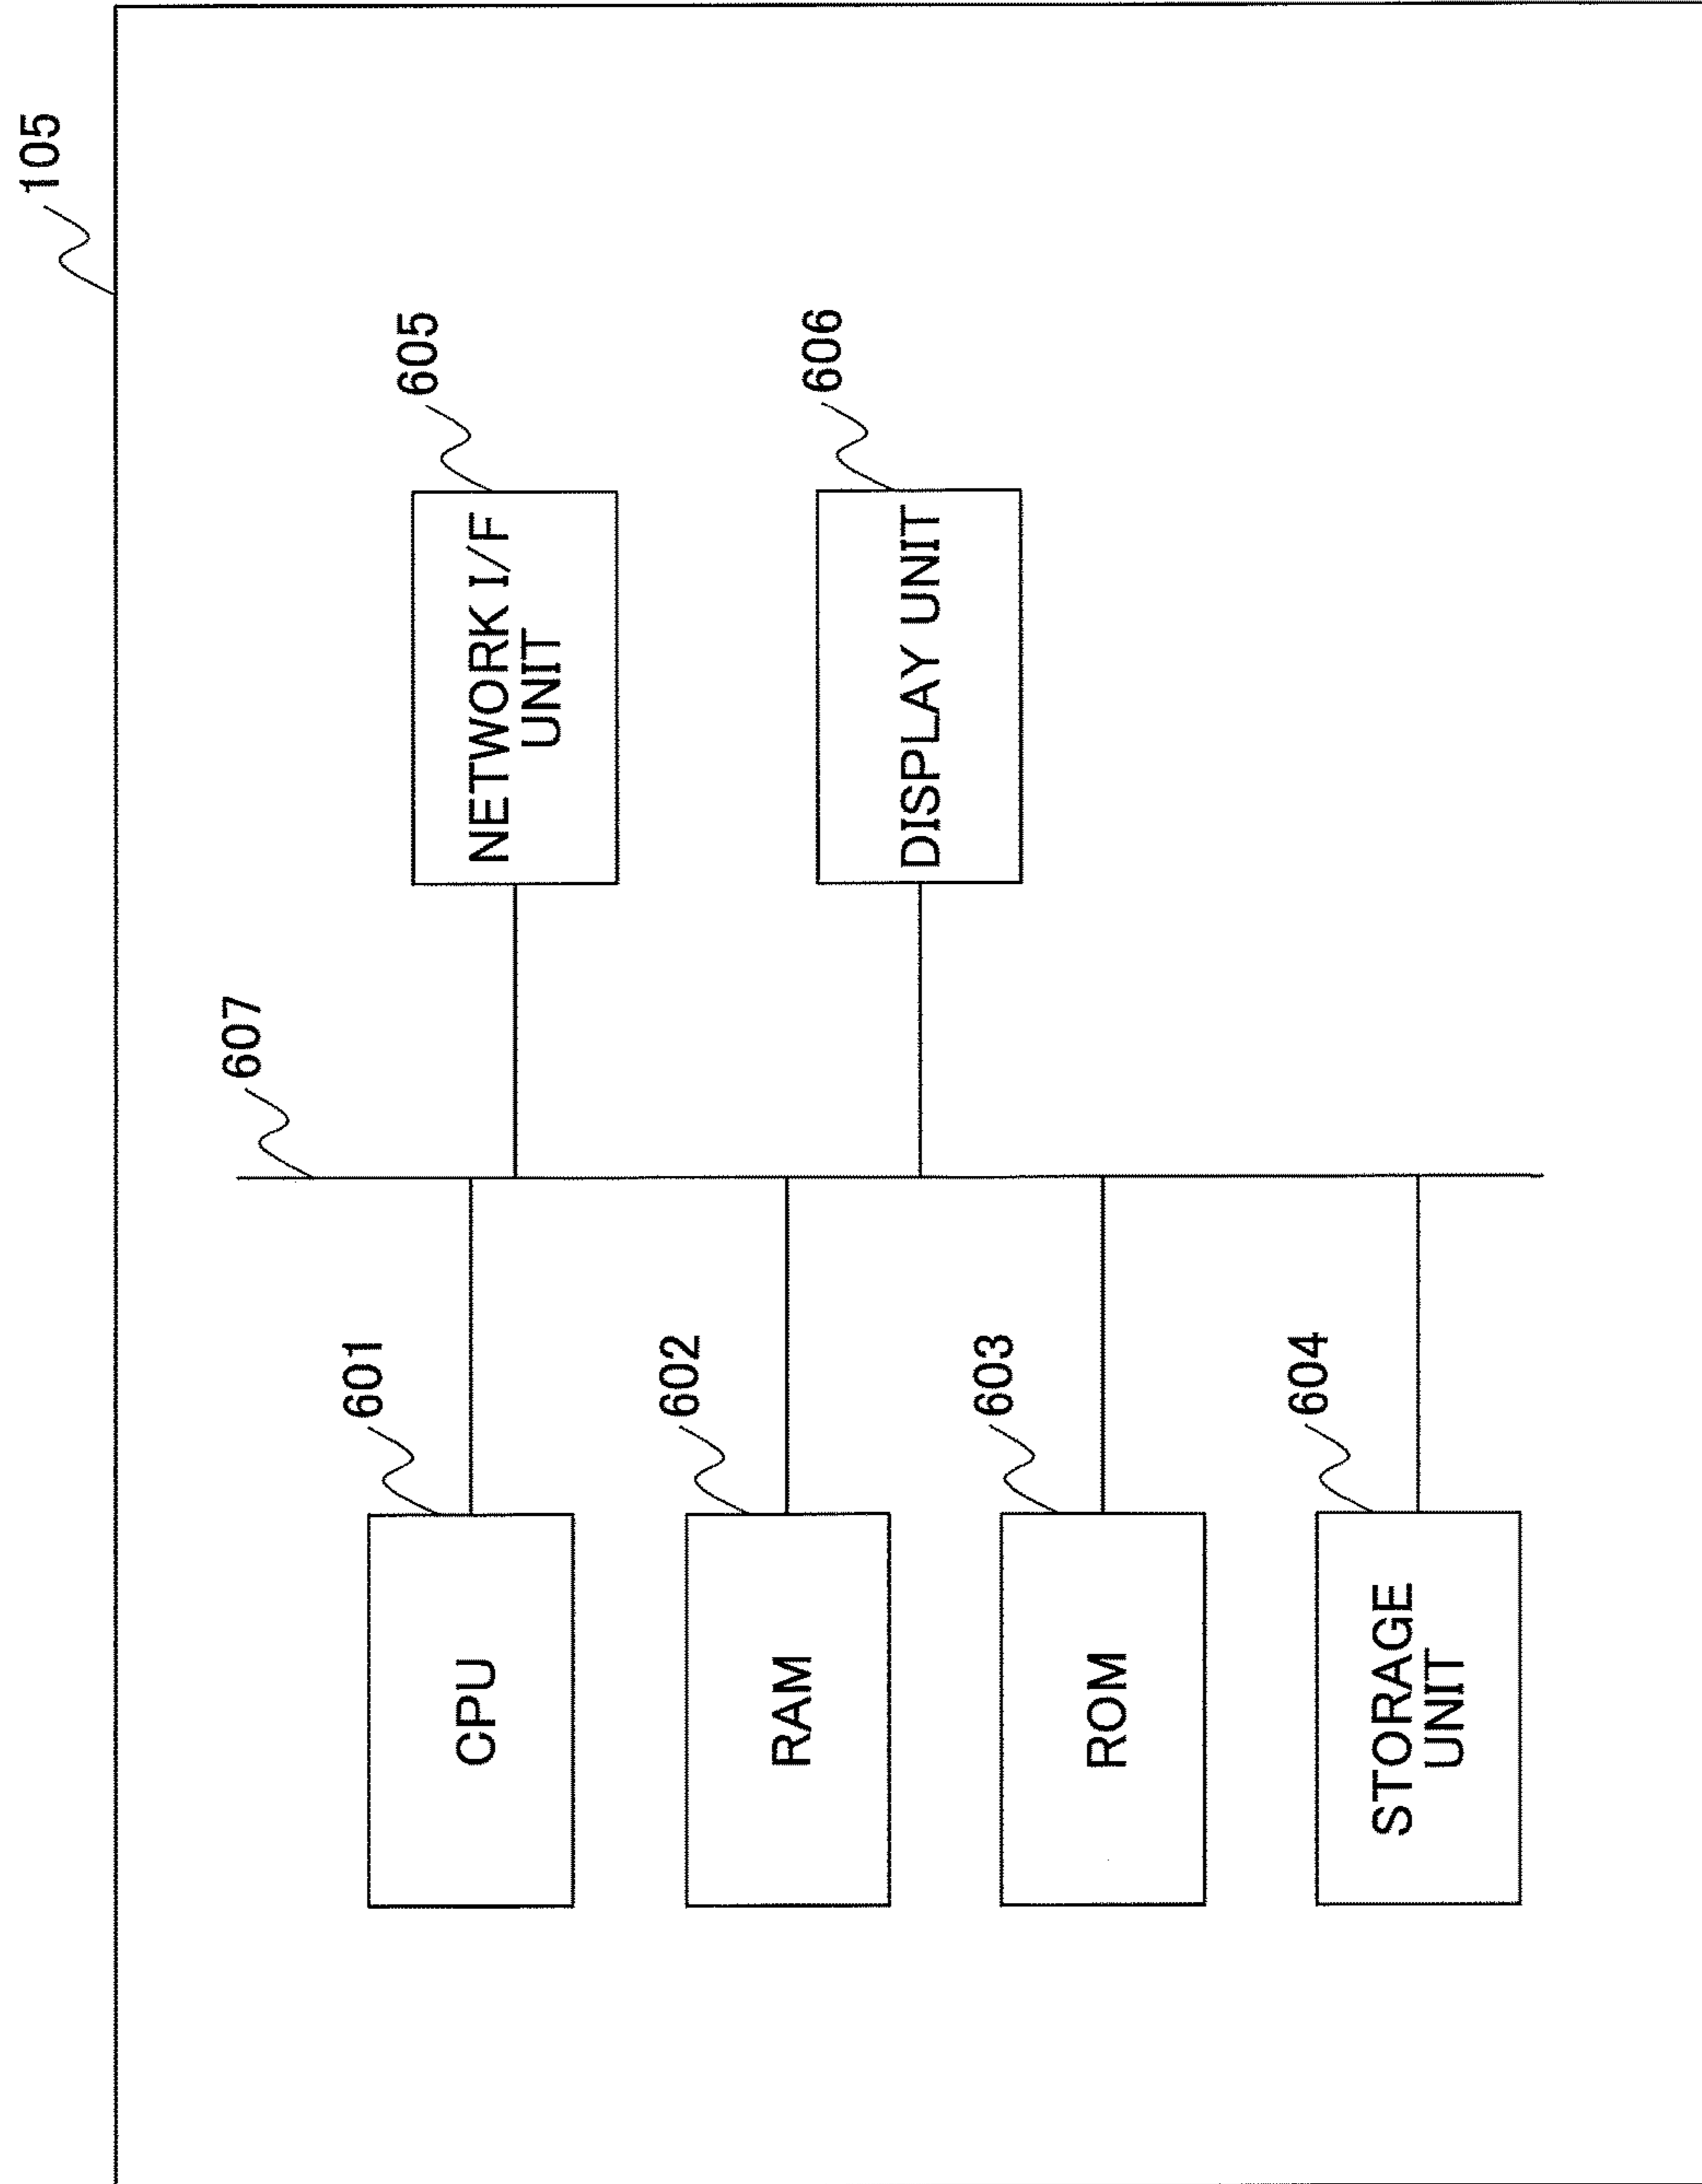 105
607
601
CPU
605
NETWORK I/F
UNIT
602
RAM
606
DISPLAY UNIT
603
ROM
604
STORAGE
UNIT